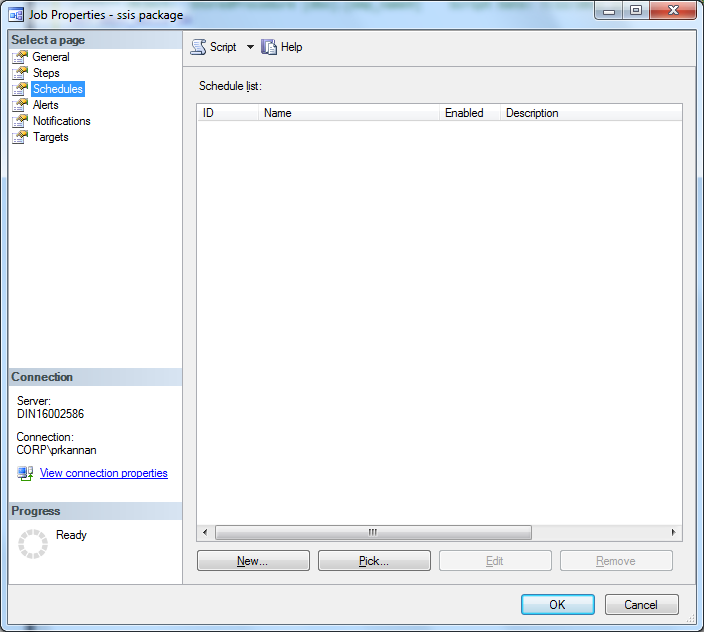 Job Properties - ssis package
Select a page
General
Steps
Schedules
Alerts
Notifications
Targets
Script
Help
Schedule list:
ID Name Enabled Description
New... Pick... Edit Remove
Connection
Server:
DIN16002586
Connection:
CORP\prkannan
View connection properties
Progress
Ready
OK Cancel